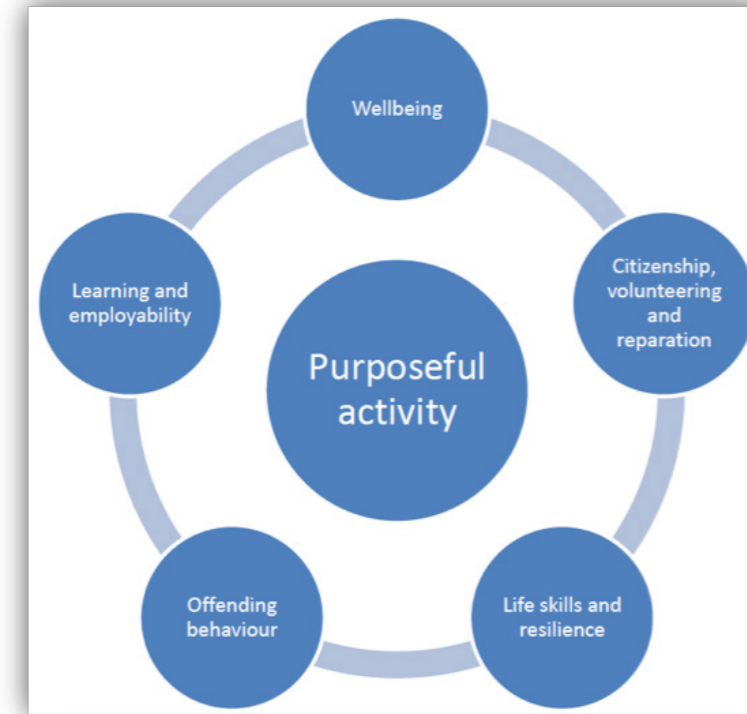 Wellbeing
Citizenship,
volunteering
and
reparation
Learning and
employability
Purposeful
activity
Offending
behaviour
Life skills and
resilience